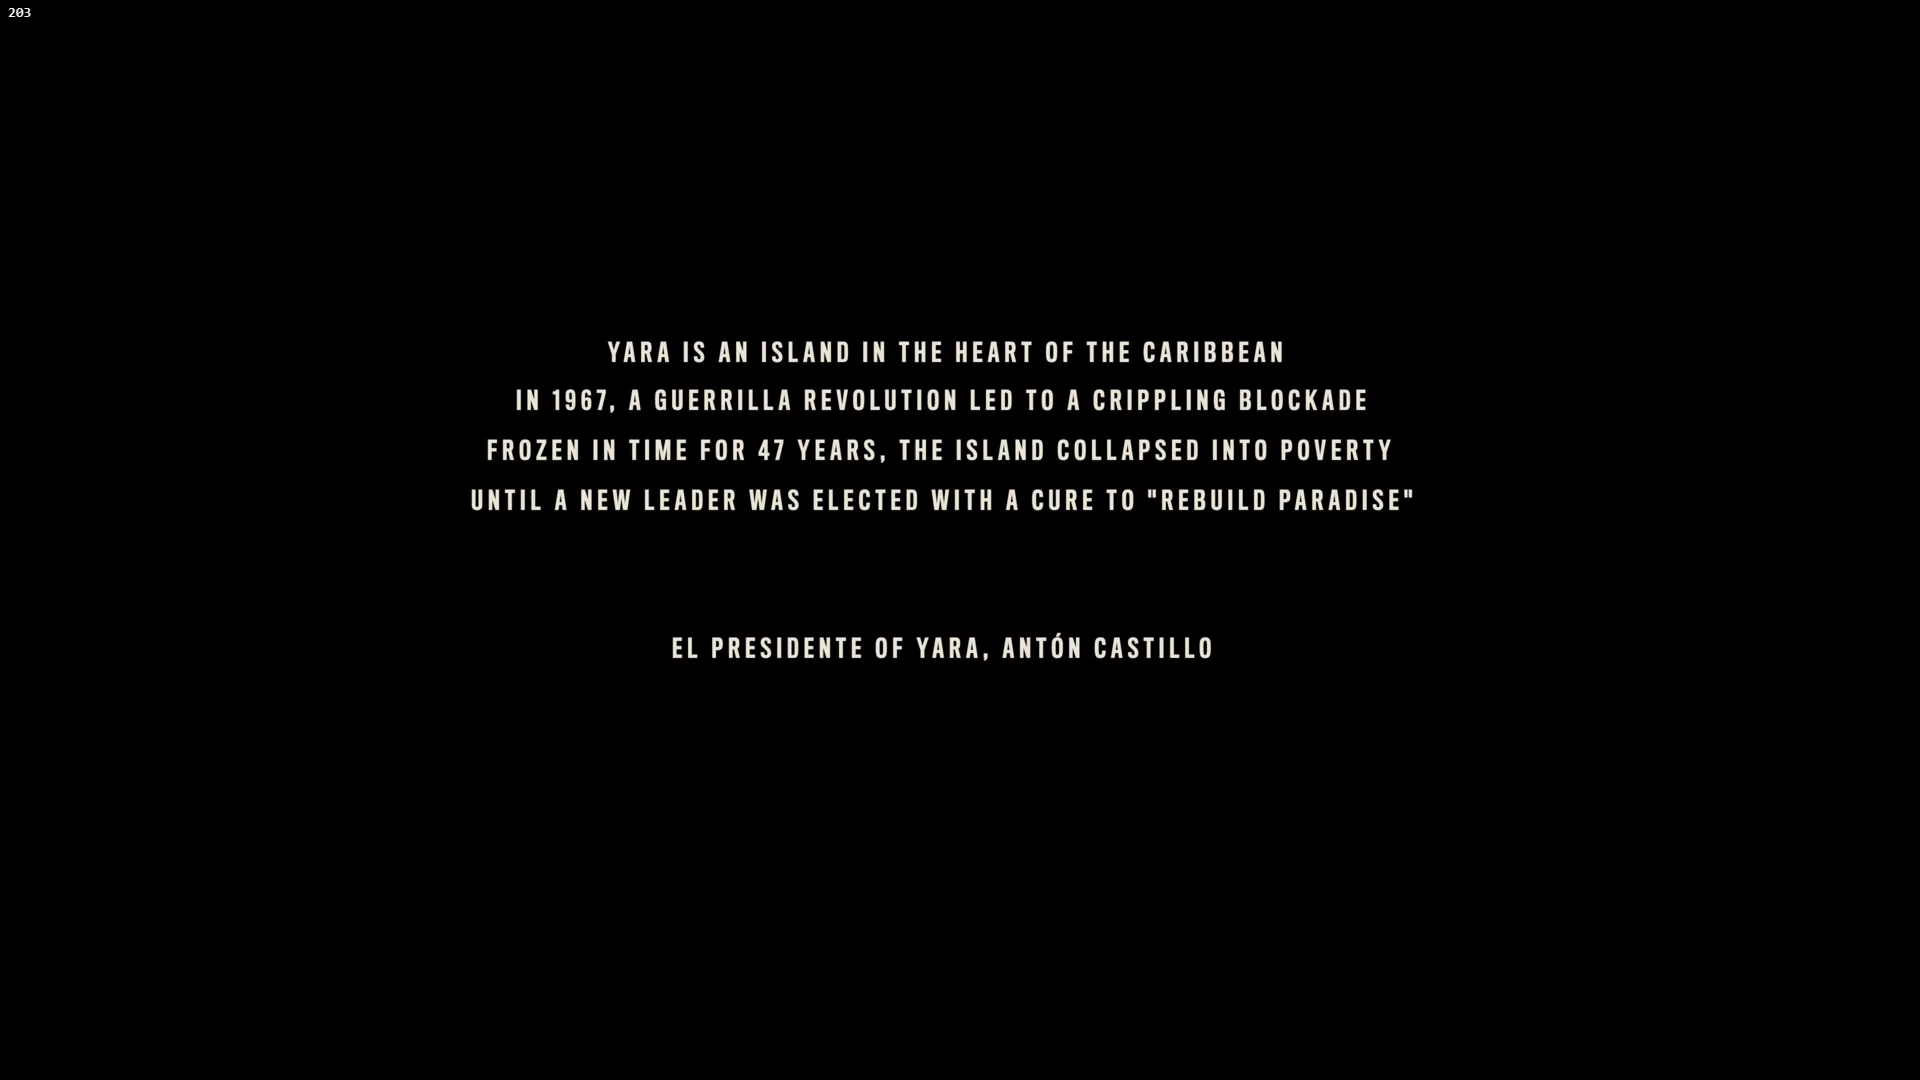 203
YARA IS AN ISLAND IN THE HEART OF THE CARIBBEAN
IN 1967, A GUERRILLA REVOLUTION LED TO A CRIPPLING BLOCKADE
FROZEN IN TIME FOR 47 YEARS, THE ISLAND COLLAPSED INTO POVERTY
UNTIL A NEW LEADER WAS ELECTED WITH A CURE TO "REBUILD PARADISE"
EL PRESIDENTE OF YARA, ANTÓN CASTILLO